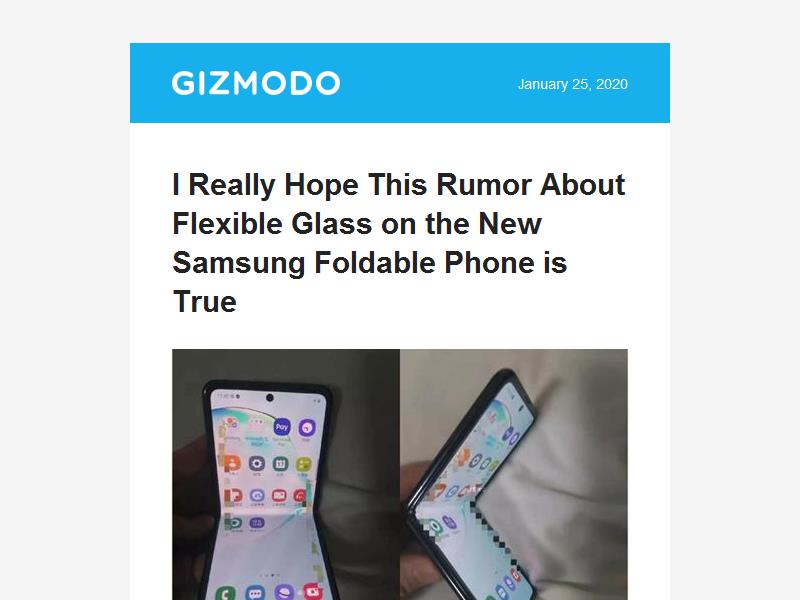 GIZMODO
January 25, 2020
I Really Hope This Rumor About
Flexible Glass on the New
Samsung Foldable Phone is
True
Pay